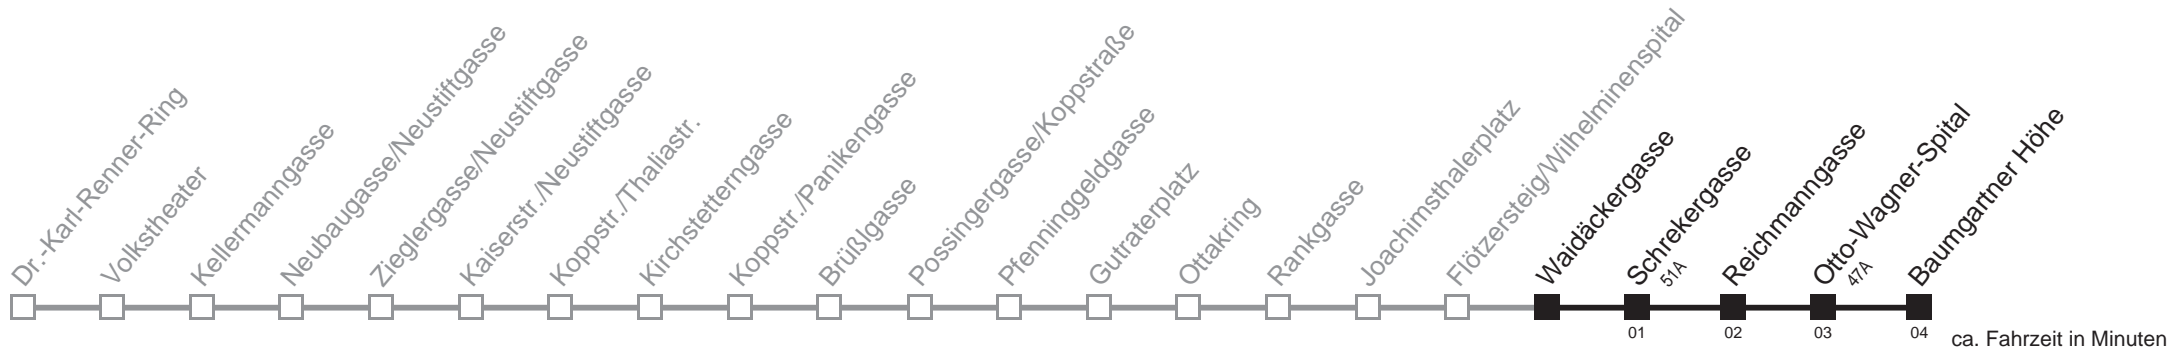 Dr.-Karl-Renner-Ring
Volkstheater
Kellermanngasse
Neubaugasse/Neustiftgasse
Zieglergasse/Neustiftgasse
Kaiserstr./Neustiftgasse
Koppstr./Thaliastr.
Kirchstetterngasse
Koppstr./Panikengasse
Brüßlgasse
Possingergasse/Koppstraße
Pfenninggeldgasse
Gutraterplatz
Ottakring
Rankgasse
Joachimsthalerplatz
Flötzersteig/Wilhelminenspital
Waidäckergasse
Schrekergasse
51A
Reichmanngasse
Otto-Wagner-Spital
47A
Baumgartner Höhe
01 02 03 04 ca. Fahrzeit in Minuten